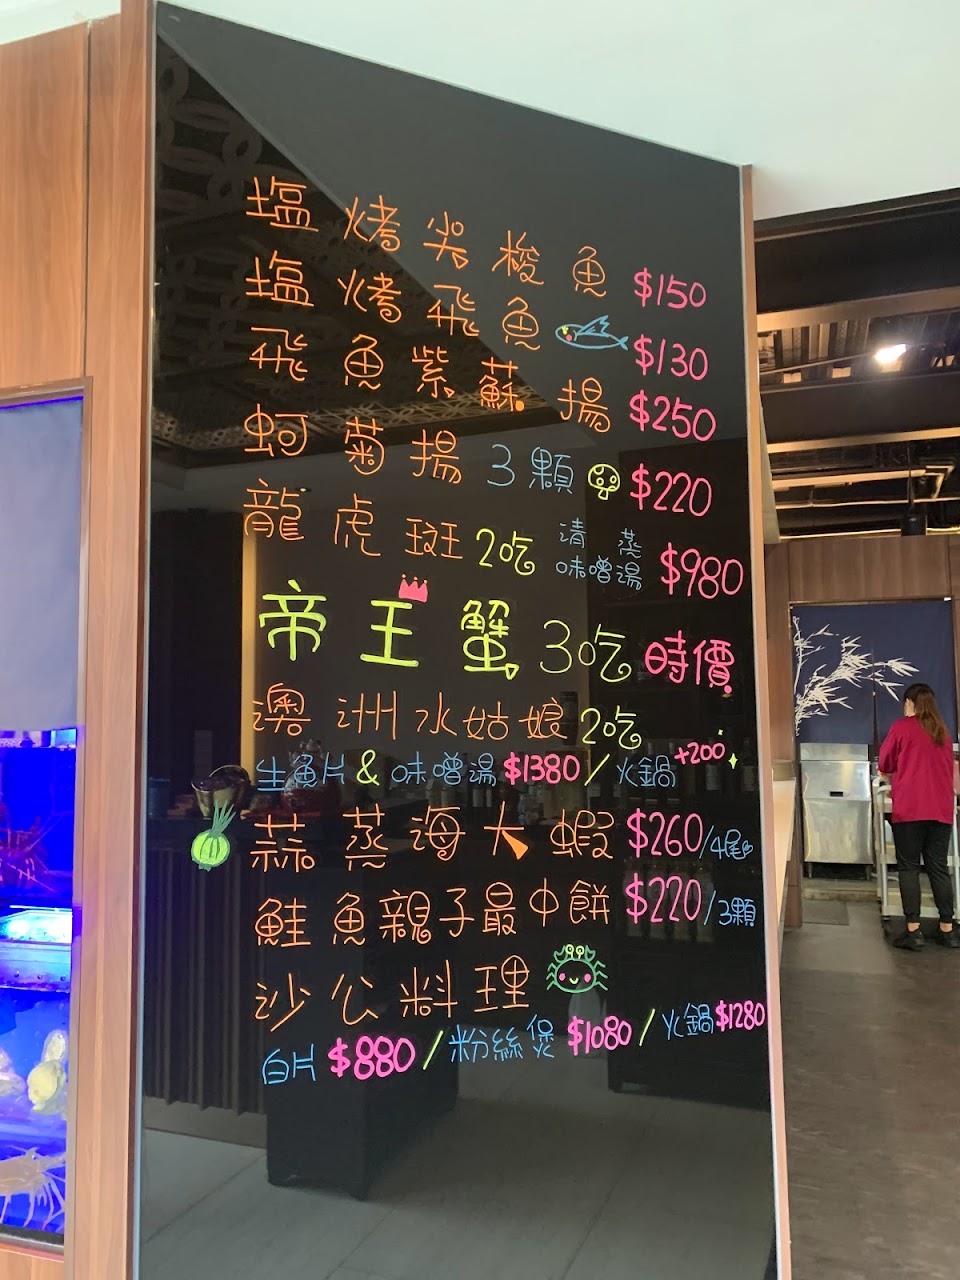 塩烤尖梭魚 $150
塩烤飛魚 $130
飛魚紫蘇揚 $250
蚵菊揚 3顆 $220
龍虎斑 2吃 清蒸 味噌湯 $980
帝王蟹 3吃 時價
澳洲水姑娘 2吃
生魚片 & 味噌湯 $1380 / 火鍋 +200
蒜蒸海大蝦 $260/4尾
鮭魚親子最中餅 $220/3顆
沙公料理
白片 $880 / 粉絲煲 $1080 / 火鍋 $1280